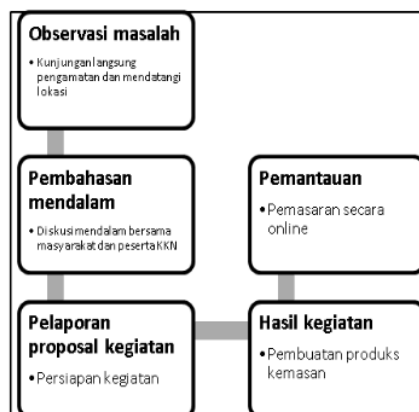 Observasi masalah
• Kunjungan langsung
pengamatan dan mendatangi
lokasi
Pembahasan
mendalam
• Diskusi mendalam bersama
masyarakat dan peserta KKN
Pelaporan
proposal kegiatan
• Persiapan kegiatan
Hasil kegiatan
• Pembuatan produks
kemasan
Pemantauan
• Pemasaran secara
online